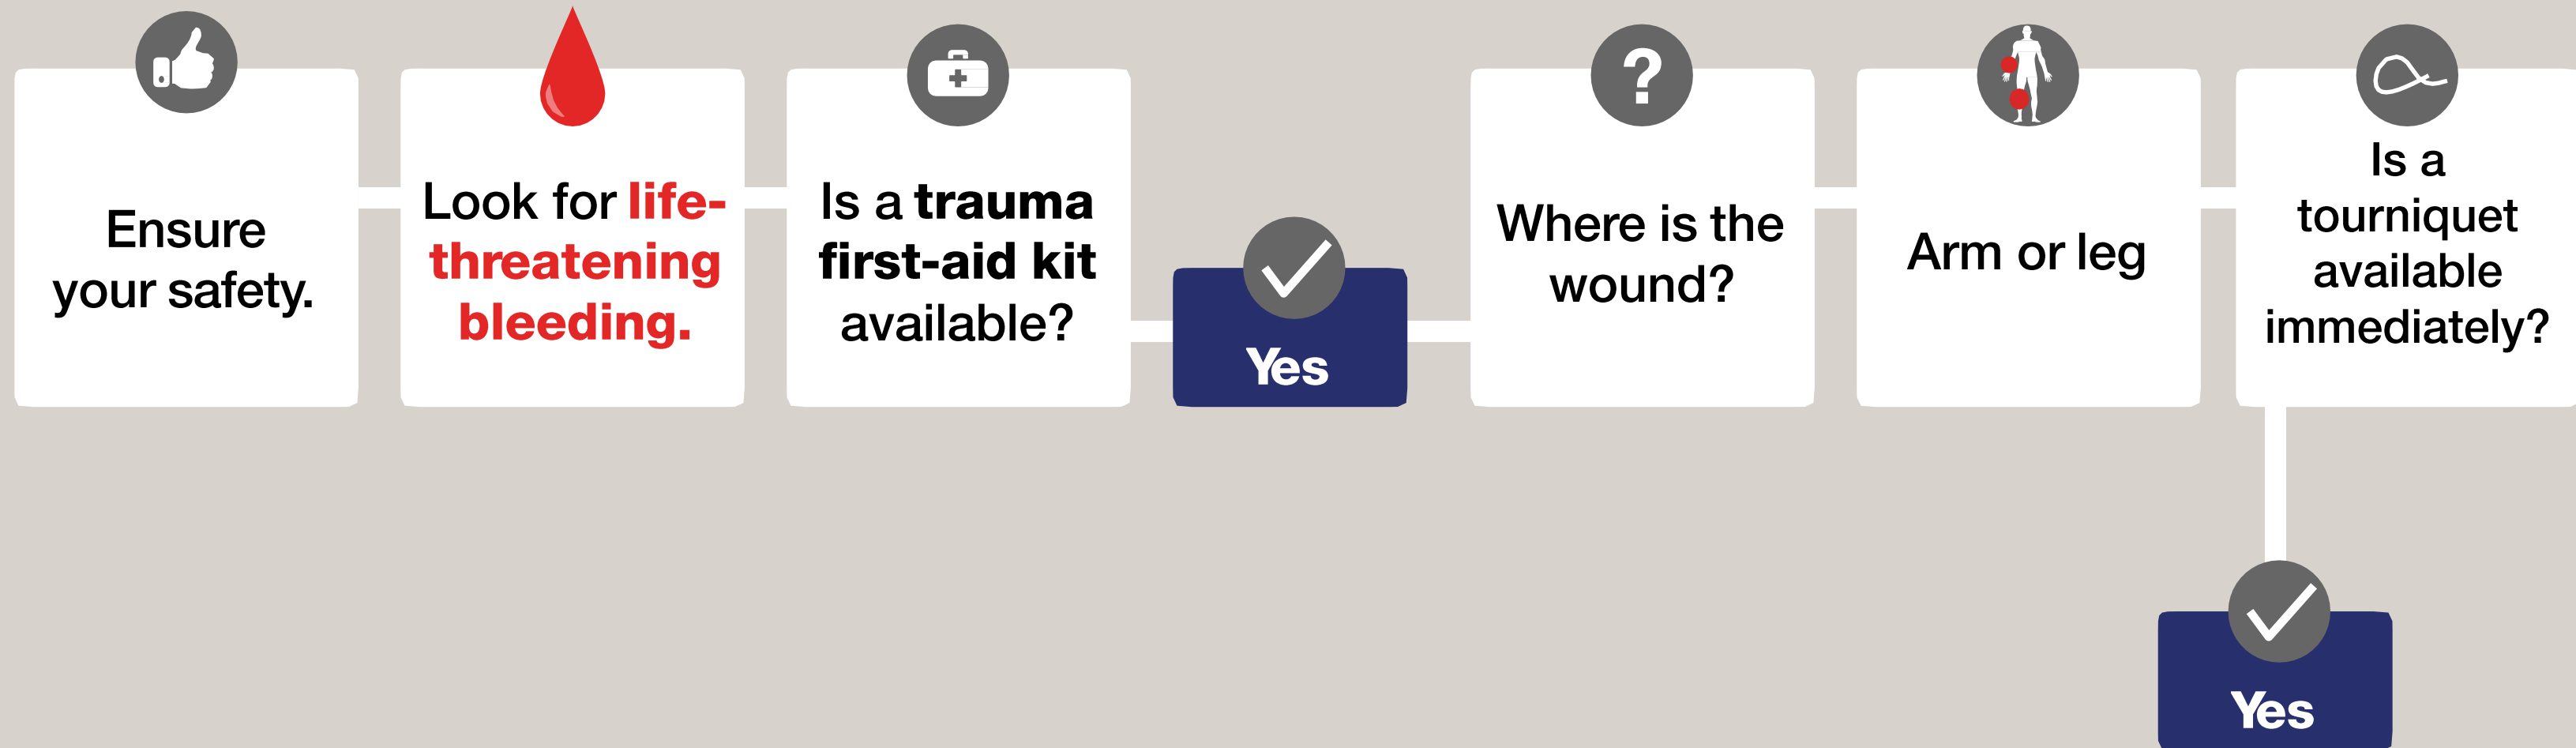 Ensure
your safety.
Look for life-
threatening
bleeding.
Is a trauma
first-aid kit
available?
Yes
?
Where is the
wound?
Arm or leg
Is a
tourniquet
available
immediately?
Yes